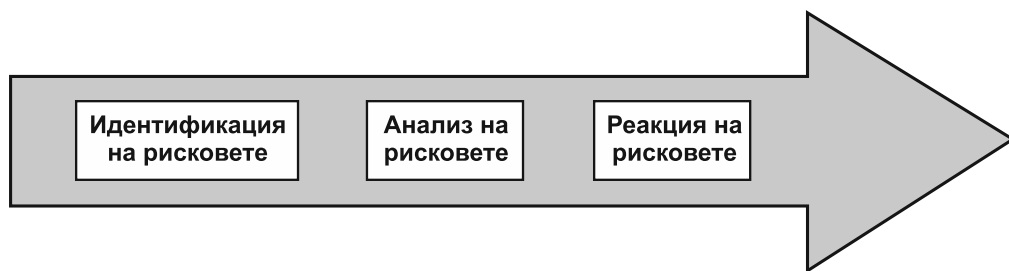 Идентификация
на рисковете
Анализ на
рисковете
Реакция на
рисковете